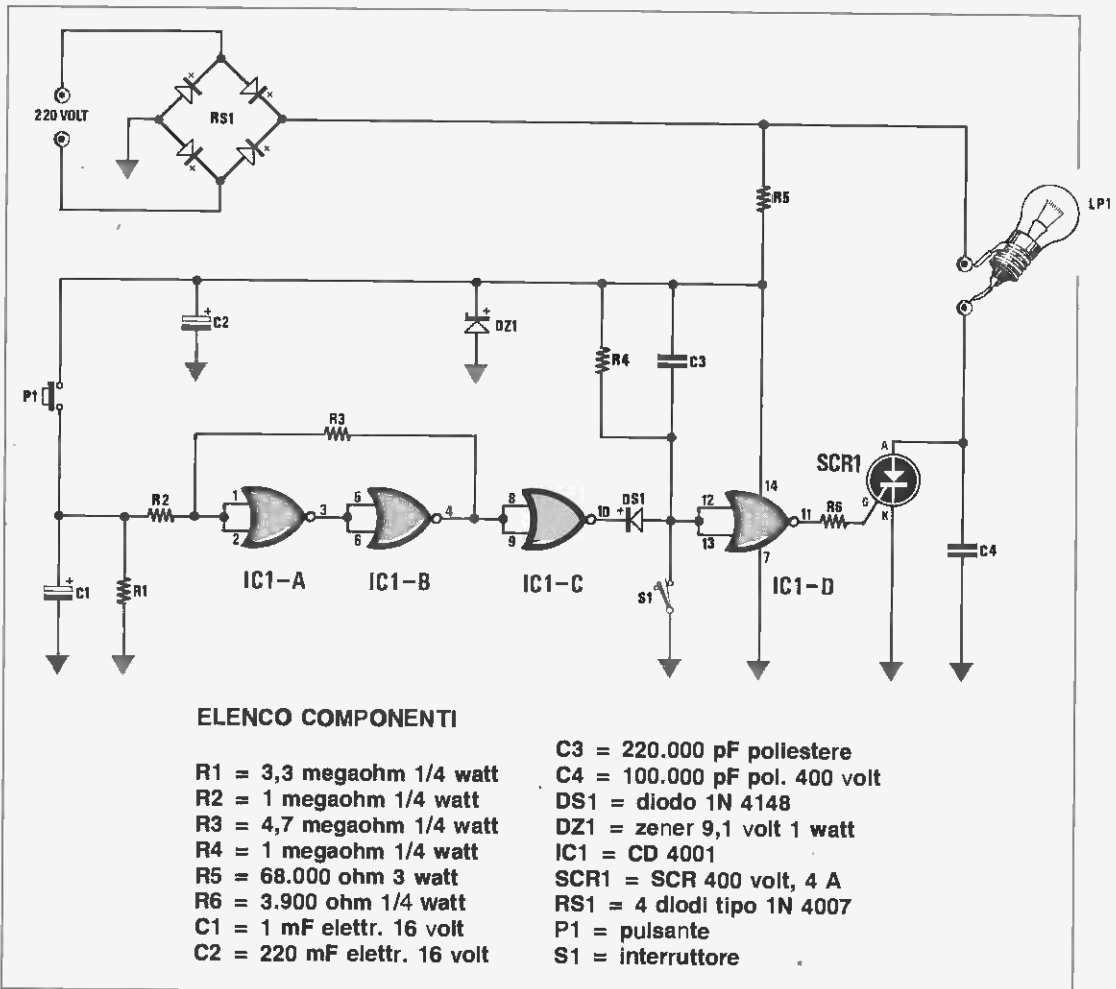 220 VOLT
RS1
R5
LP1
C2
DZ1
R4
C3
P1
R3
SCR1
A
G
K
R2
1
2
3
5
6
4
8
9
10
DS1
12
13
14
11
7
R6
C4
C1
R1
IC1-A
IC1-B
IC1-C
S1
IC1-D
ELENCO COMPONENTI
R1 = 3,3 megaohm 1/4 watt
R2 = 1 megaohm 1/4 watt
R3 = 4,7 megaohm 1/4 watt
R4 = 1 megaohm 1/4 watt
R5 = 68.000 ohm 3 watt
R6 = 3.900 ohm 1/4 watt
C1 = 1 mF elettr. 16 volt
C2 = 220 mF elettr. 16 volt
C3 = 220.000 pF poliestere
C4 = 100.000 pF pol. 400 volt
DS1 = diodo 1N 4148
DZ1 = zener 9,1 volt 1 watt
IC1 = CD 4001
SCR1 = SCR 400 volt, 4 A
RS1 = 4 diodi tipo 1N 4007
P1 = pulsante
S1 = interruttore